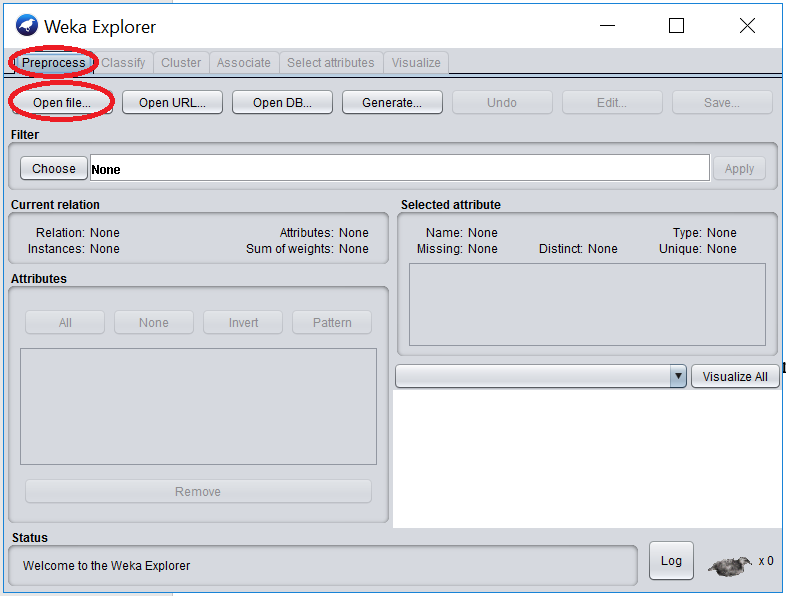 Weka Explorer
Preprocess Classify Cluster Associate Select attributes Visualize
Open file... Open URL... Open DB... Generate... Undo Edit... Save...
Filter
Choose None Apply
Current relation
Relation: None Attributes: None
Instances: None Sum of weights: None
Selected attribute
Name: None Type: None
Missing: None Distinct: None Unique: None
Attributes
All None Invert Pattern
Remove
Visualize All
Status
Welcome to the Weka Explorer
Log x 0